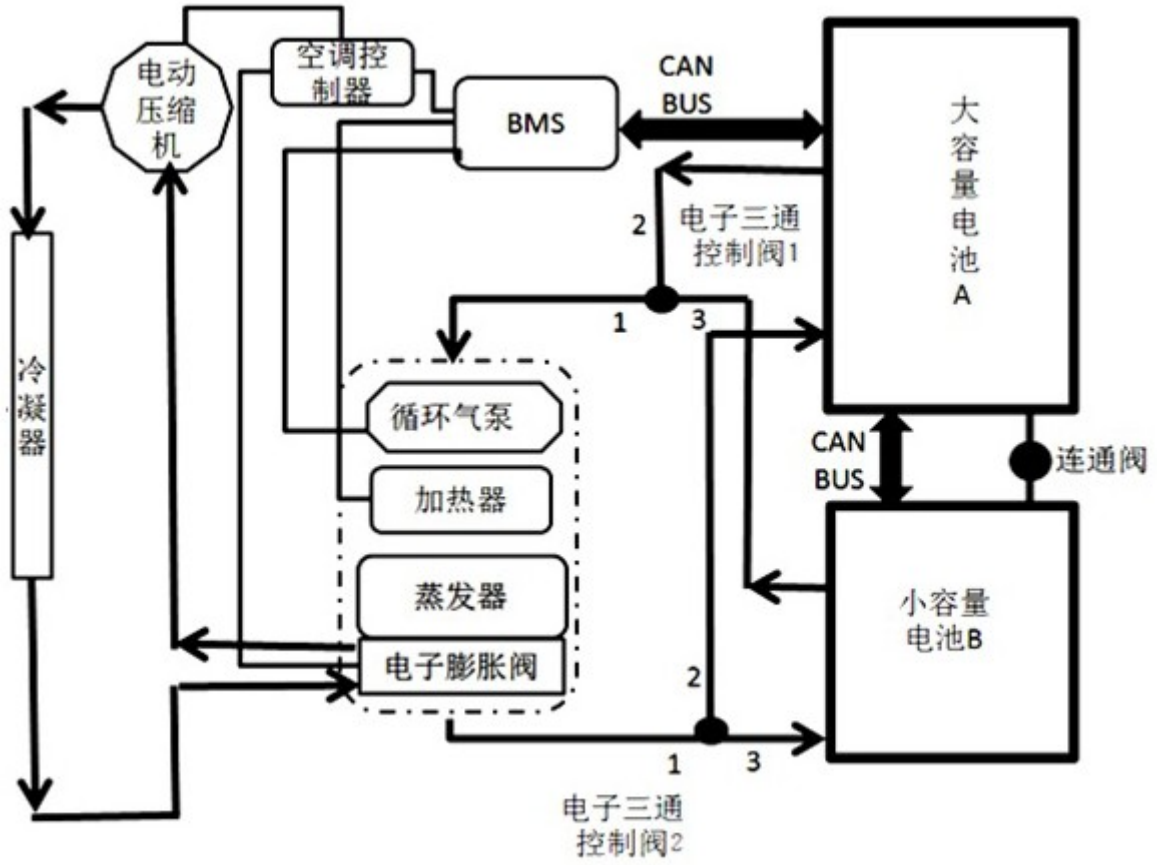 空调控
制器
电动
压缩
机
BMS
CAN
BUS
大
容
量
电
池
A
2
电子三通
控制阀1
1
3
冷
凝
器
循环气泵
加热器
蒸发器
电子膨胀阀
CAN
BUS
连通阀
小容量
电池B
2
1
3
电子三通
控制阀2